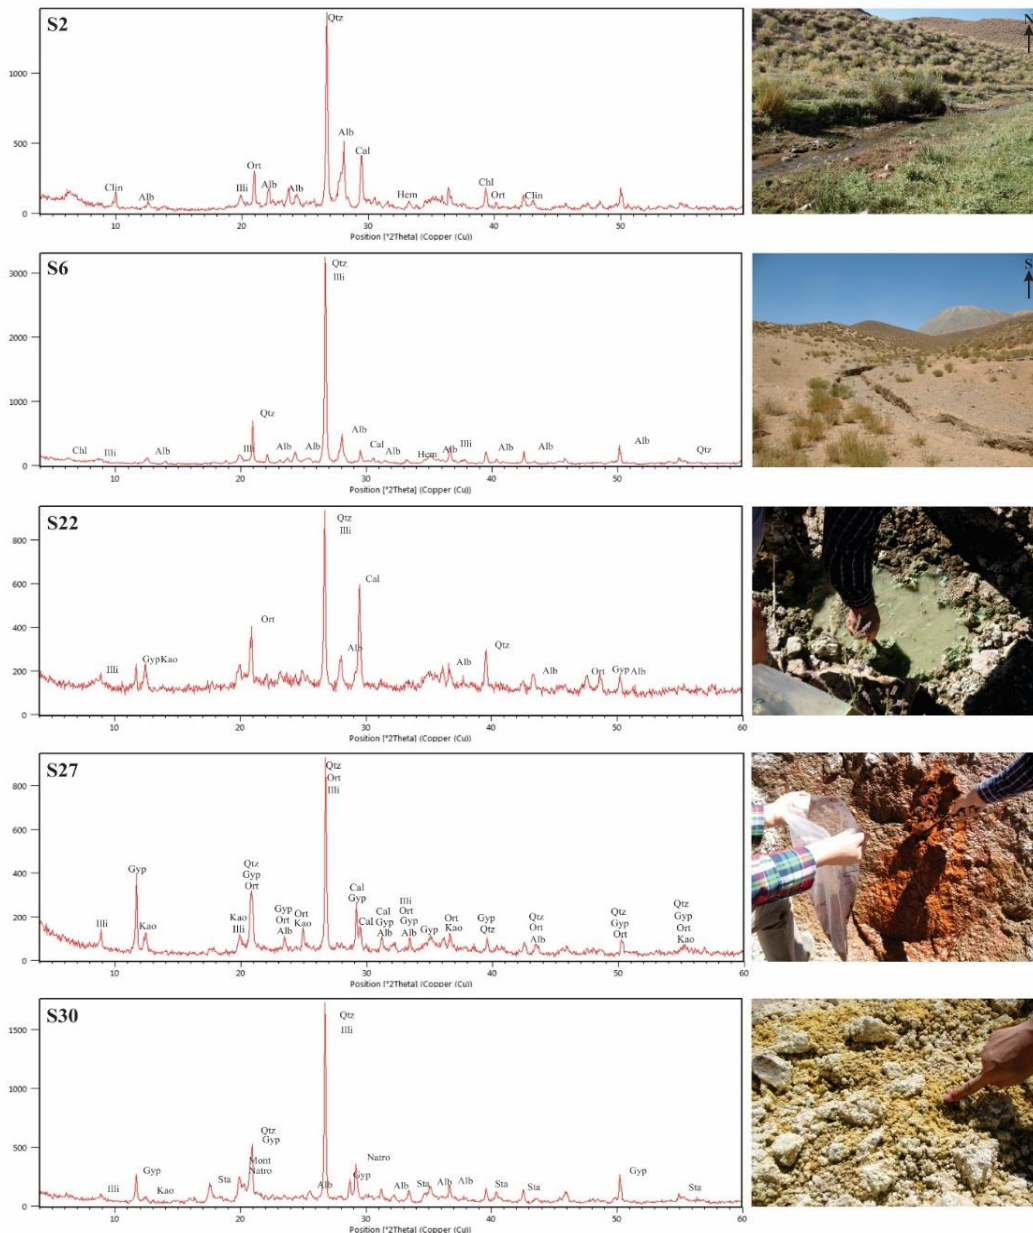 S2
Qtz
N
1000
Alb
500
Cal
Ort
Clin
Alb
Illi
Alb
Alb
Hem
Chl
Ort
Clin
0
10
20
30
40
50
Position [°2Theta] (Copper (Cu))
S6
Qtz
Illi
S
3000
2000
1000
Qtz
Alb
Chl
Illi
Alb
Illi
Alb
Alb
Cal
Alb
Hem
Alb
Illi
Alb
Alb
Alb
Qtz
0
10
20
30
40
50
Position [°2Theta] (Copper (Cu))
S22
Qtz
Illi
800
600
Cal
400
Ort
Qtz
200
Illi
GypKao
Alb
Alb
Alb
Ort
Gyp
Alb
0
10
20
30
40
50
60
Position [°2Theta] (Copper (Cu))
S27
Qtz
Ort
Illi
800
600
400
Gyp
Qtz
Gyp
Ort
Cal
Gyp
200
Illi
Kao
Kao
Illi
Gyp
Ort
Alb
Ort
Kao
Cal
Cal
Gyp
Alb
Illi
Ort
Gyp
Alb
Gyp
Ort
Kao
Gyp
Qtz
Qtz
Ort
Alb
Qtz
Gyp
Ort
Qtz
Gyp
Ort
Kao
0
10
20
30
40
50
60
Position [°2Theta] (Copper (Cu))
S30
Qtz
Illi
1500
1000
500
Qtz
Gyp
Mont
Natro
Natro
Gyp
Gyp
Illi
Kao
Sta
Alb
Alb
Sta
Alb
Alb
Sta
Sta
Gyp
Sta
0
10
20
30
40
50
60
Position [°2Theta] (Copper (Cu))